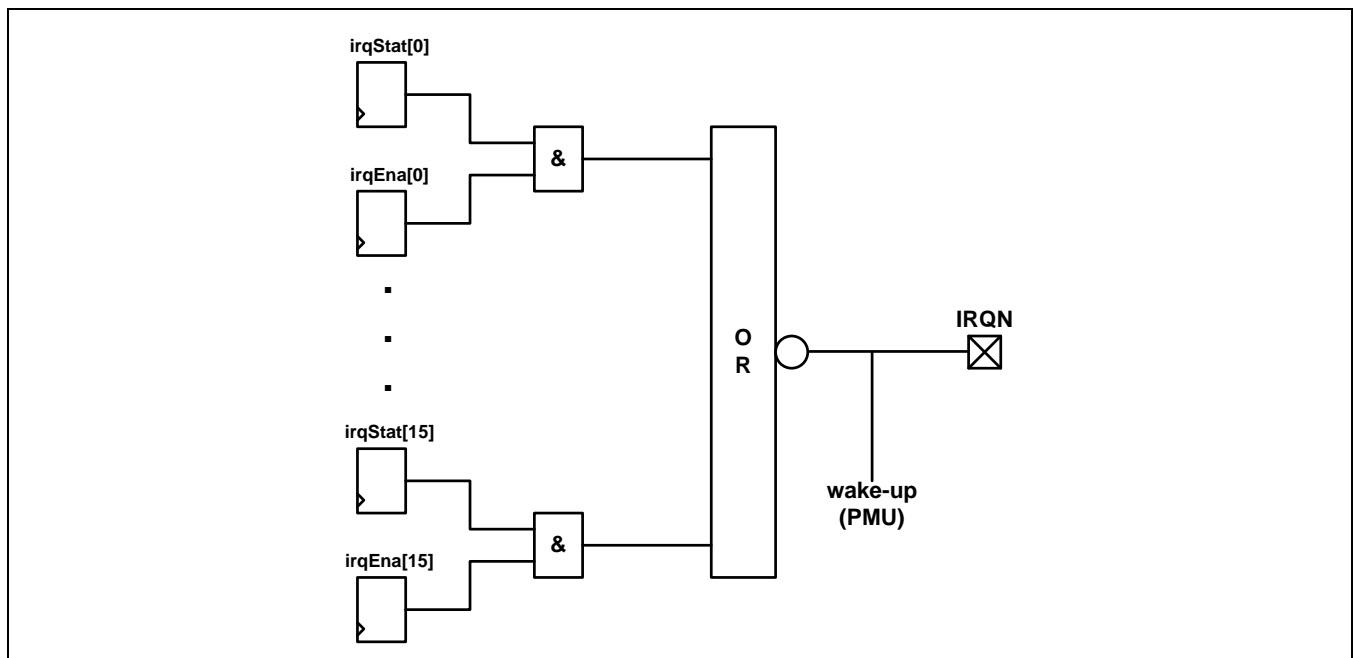 irqStat[0]
&
irqEna[0]
.
.
.
O
R
IRQN
irqStat[15]
wake-up
(PMU)
&
irqEna[15]